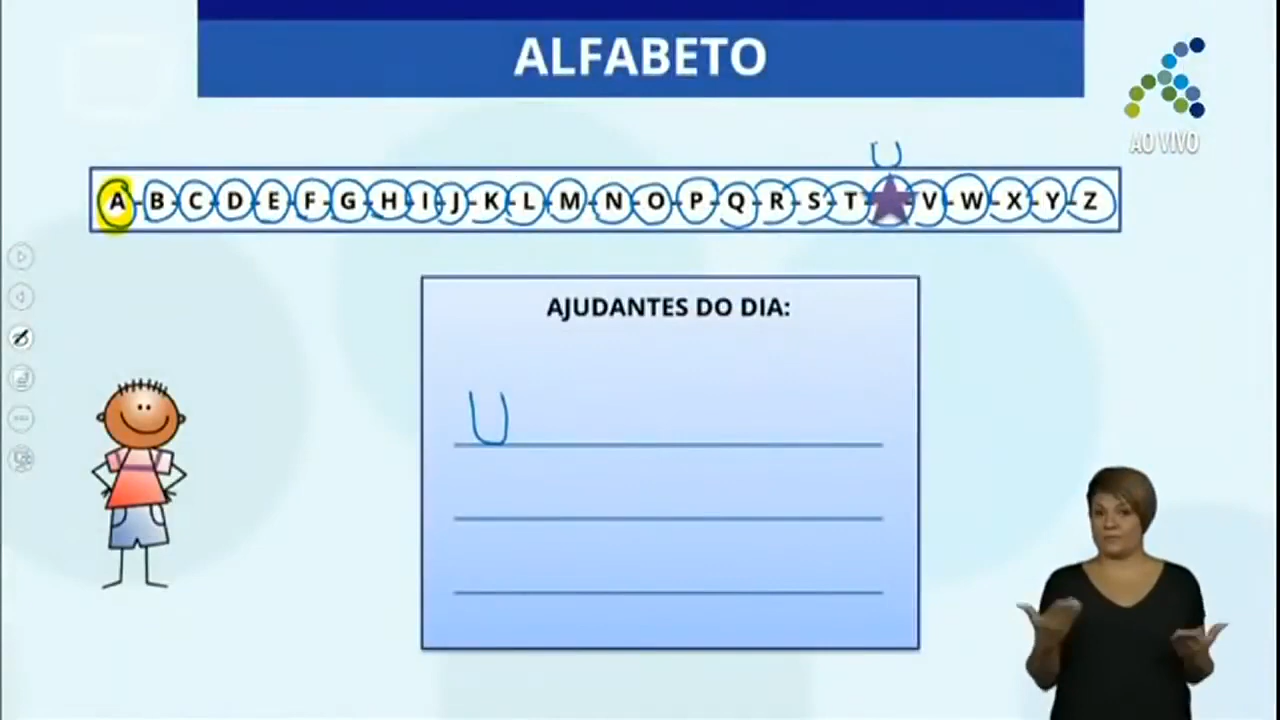 ALFABETO
AO VIVO
U
A-B-C-D-E-F-G-H-I-J-K-L-M-N-O-P-Q-R-S-T-★-V-W-X-Y-Z
AJUDANTES DO DIA:
U